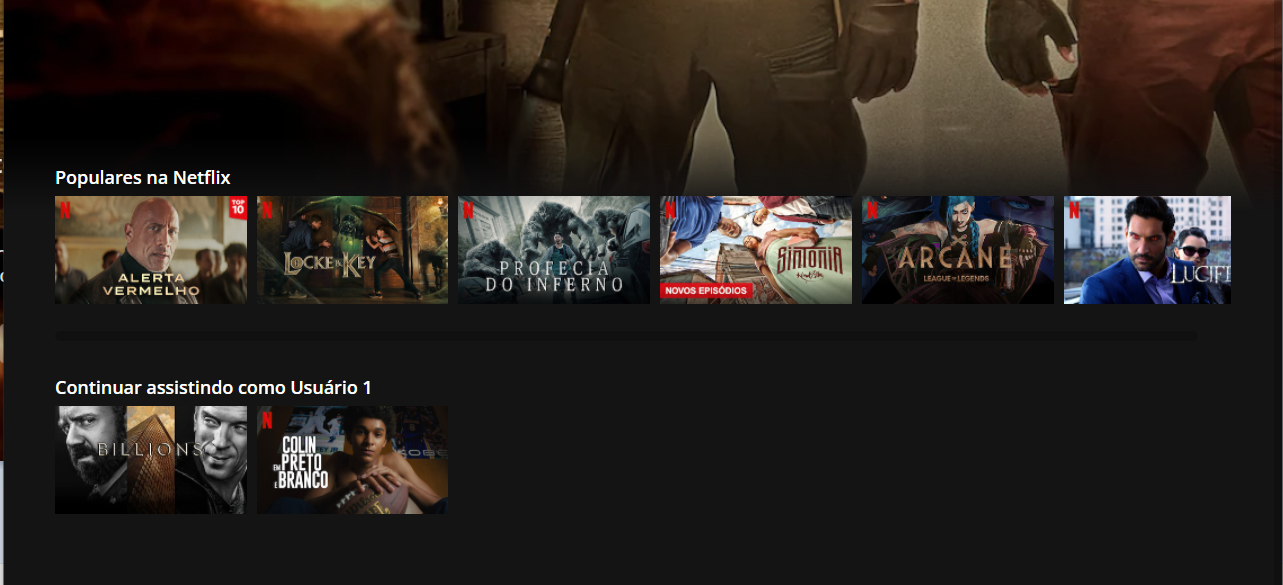 Populares na Netflix
N
TOP
10
ALERTA
VERMELHO
N
LOCKE & KEY
N
PROFECIA
DO INFERNO
N
SINTONIA
NOVOS EPISÓDIOS
N
ARCANE
LEAGUE OF LEGENDS
N
LUCIF
Continuar assistindo como Usuário 1
BILLIONS
N
COLIN
EM PRETO
E BRANCO